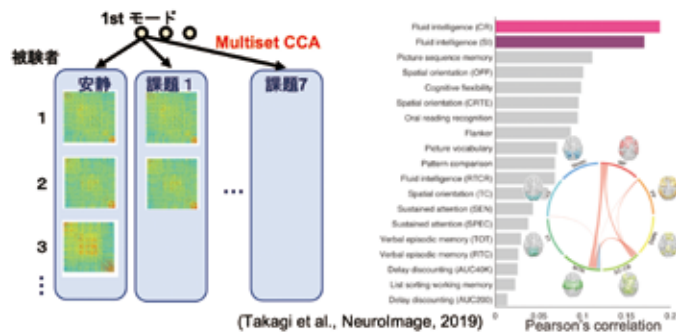 1st モード
Multiset CCA
被験者
安静
課題 1
課題7
1
2
3
...
⋮
Fluid intelligence (CR)
Fluid intelligence (SI)
Picture sequence memory
Spatial orientation (OFF)
Cognitive flexibility
Spatial orientation (CRTE)
Oral reading recognition
Flanker
Picture vocabulary
Pattern comparison
Fluid intelligence (RTCR)
Spatial orientation (TC)
Sustained attention (SEN)
Sustained attention (SPEC)
Verbal episodic memory (TOT)
Verbal episodic memory (RTC)
Delay discounting (AUC40K)
List sorting working memory
Delay discounting (AUC200)
0
0.05
0.1
0.15
0.2
Pearson's correlation
(Takagi et al., NeuroImage, 2019)